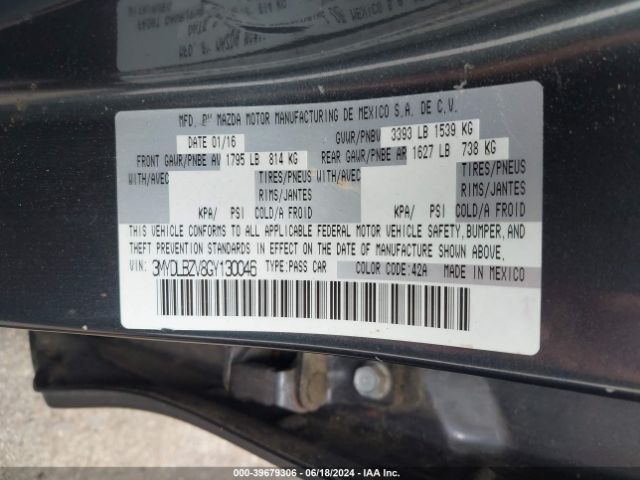 MFD. BY MAZDA MOTOR MANUFACTURING DE MEXICO S.A. DE C.V.
DATE 01/16 GVWR/PNBV 3393 LB 1539 KG
FRONT GAWR/PNBE AV 1795 LB 814 KG REAR GAWR/PNBE AR 1627 LB 738 KG
WITH/AVEC TIRES/PNEUS WITH/AVEC TIRES/PNEUS
RIMS/JANTES RIMS/JANTES
KPA/ PSI COLD/A FROID KPA/ PSI COLD/A FROID
THIS VEHICLE CONFORMS TO ALL APPLICABLE FEDERAL MOTOR VEHICLE SAFETY, BUMPER, AND
THEFT PREVENTION STANDARDS IN EFFECT ON THE DATE OF MANUFACTURE SHOWN ABOVE.
VIN: 3MYDLBZV8GY130046 TYPE:PASS CAR COLOR CODE:42A MADE IN MEXICO
000-39679306 - 06/18/2024 - IAA Inc.